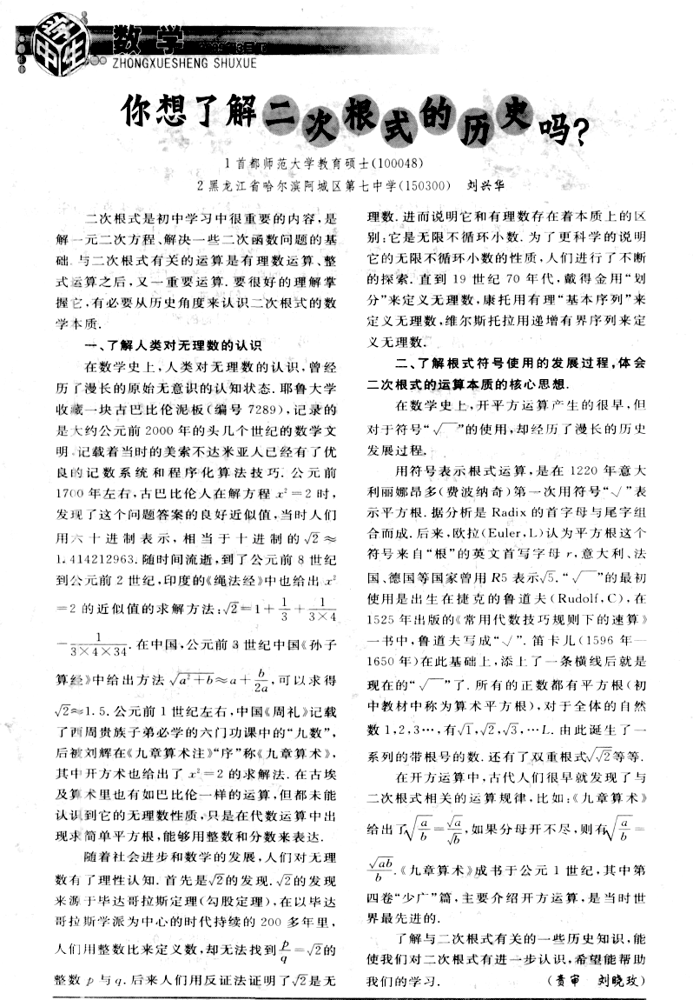 中学生
数学
ZHONGXUESHENG SHUXUE
你想了解二次根式的历史吗?
1 首都师范大学教育硕士(100048)
2 黑龙江省哈尔滨阿城区第七中学(150300) 刘兴华
二次根式是初中学习中很重要的内容,是
解一元二次方程、解决一些二次函数问题的基
础.与二次根式有关的运算是有理数运算、整
式运算之后,又一重要运算.要很好的理解掌
握它,有必要从历史角度来认识二次根式的数
学本质.
一、了解人类对无理数的认识
在数学史上,人类对无理数的认识,曾经
历了漫长的原始无意识的认知状态.耶鲁大学
收藏一块古巴比伦泥板(编号 7289),记录的
是大约公元前 2000 年的头几个世纪的数学文
明.记载着当时的美索不达米亚人已经有了优
良的记数系统和程序化算法技巧.公元前
1700 年左右,古巴比伦人在解方程 x²=2 时,
发现了这个问题答案的良好近似值,当时人们
用六十进制表示,相当于十进制的√2≈
1.414212963.随时间流逝,到了公元前 8 世纪
到公元前 2 世纪,印度的《绳法经》中也给出 x²
=2 的近似值的求解方法:√2=1+1/3+1/(3×4)
-1/(3×4×34).在中国,公元前 3 世纪中国《孙子
算经》中给出方法√(a²+b)≈a+b/2a,可以求得
√2≈1.5.公元前 1 世纪左右,中国《周礼》记载
了西周贵族子弟必学的六门功课中的“九数”,
后被刘辉在《九章算术注》“序”称《九章算术》,
其中开方术也给出了 x²=2 的求解法.在古埃
及算术里也有如巴比伦一样的运算,但都未能
认识到它的无理数性质,只是在代数运算中出
现求简单平方根,能够用整数和分数来表达.
随着社会进步和数学的发展,人们对无理
数有了理性认知.首先是√2的发现.√2的发现
来源于毕达哥拉斯定理(勾股定理),在以毕达
哥拉斯学派为中心的时代持续的 200 多年里,
人们用整数比来定义数,却无法找到p/q=√2的
整数 p 与 q.后来人们用反证法证明了√2是无
理数.进而说明它和有理数存在着本质上的区
别:它是无限不循环小数.为了更科学的说明
它的无限不循环小数的性质,人们进行了不断
的探索.直到 19 世纪 70 年代,戴得金用“划
分”来定义无理数,康托用有理“基本序列”来
定义无理数,维尔斯托拉用递增有界序列来定
义无理数.
二、了解根式符号使用的发展过程,体会
二次根式的运算本质的核心思想.
在数学史上,开平方运算产生的很早,但
对于符号“√‾”的使用,却经历了漫长的历史
发展过程.
用符号表示根式运算,是在 1220 年意大
利丽娜昂多(费波纳奇)第一次用符号“√”表
示平方根.据分析是 Radix 的首字母与尾字组
合而成.后来,欧拉(Euler,L)认为平方根这个
符号来自“根”的英文首写字母 r,意大利、法
国、德国等国家曾用 R5 表示√5.“√‾”的最初
使用是出生在捷克的鲁道夫(Rudolf,C),在
1525 年出版的《常用代数技巧规则下的速算》
一书中,鲁道夫写成“√”.笛卡儿(1596 年—
1650 年)在此基础上,添上了一条横线后就是
现在的“√‾”了.所有的正数都有平方根(初
中教材中称为算术平方根),对于全体的自然
数 1,2,3…,有√1,√2,√3,…L.由此诞生了一
系列的带根号的数.还有了双重根式√√2等等.
在开方运算中,古代人们很早就发现了与
二次根式相关的运算规律,比如:《九章算术》
给出了√(a/b)=√a/√b,如果分母开不尽,则有√(a/b)=
√ab/b.《九章算术》成书于公元 1 世纪,其中第
四卷“少广”篇,主要介绍开方运算,是当时世
界最先进的.
了解与二次根式有关的一些历史知识,能
使我们对二次根式有进一步认识,希望能帮助
我们的学习. (责审 刘晓玫)